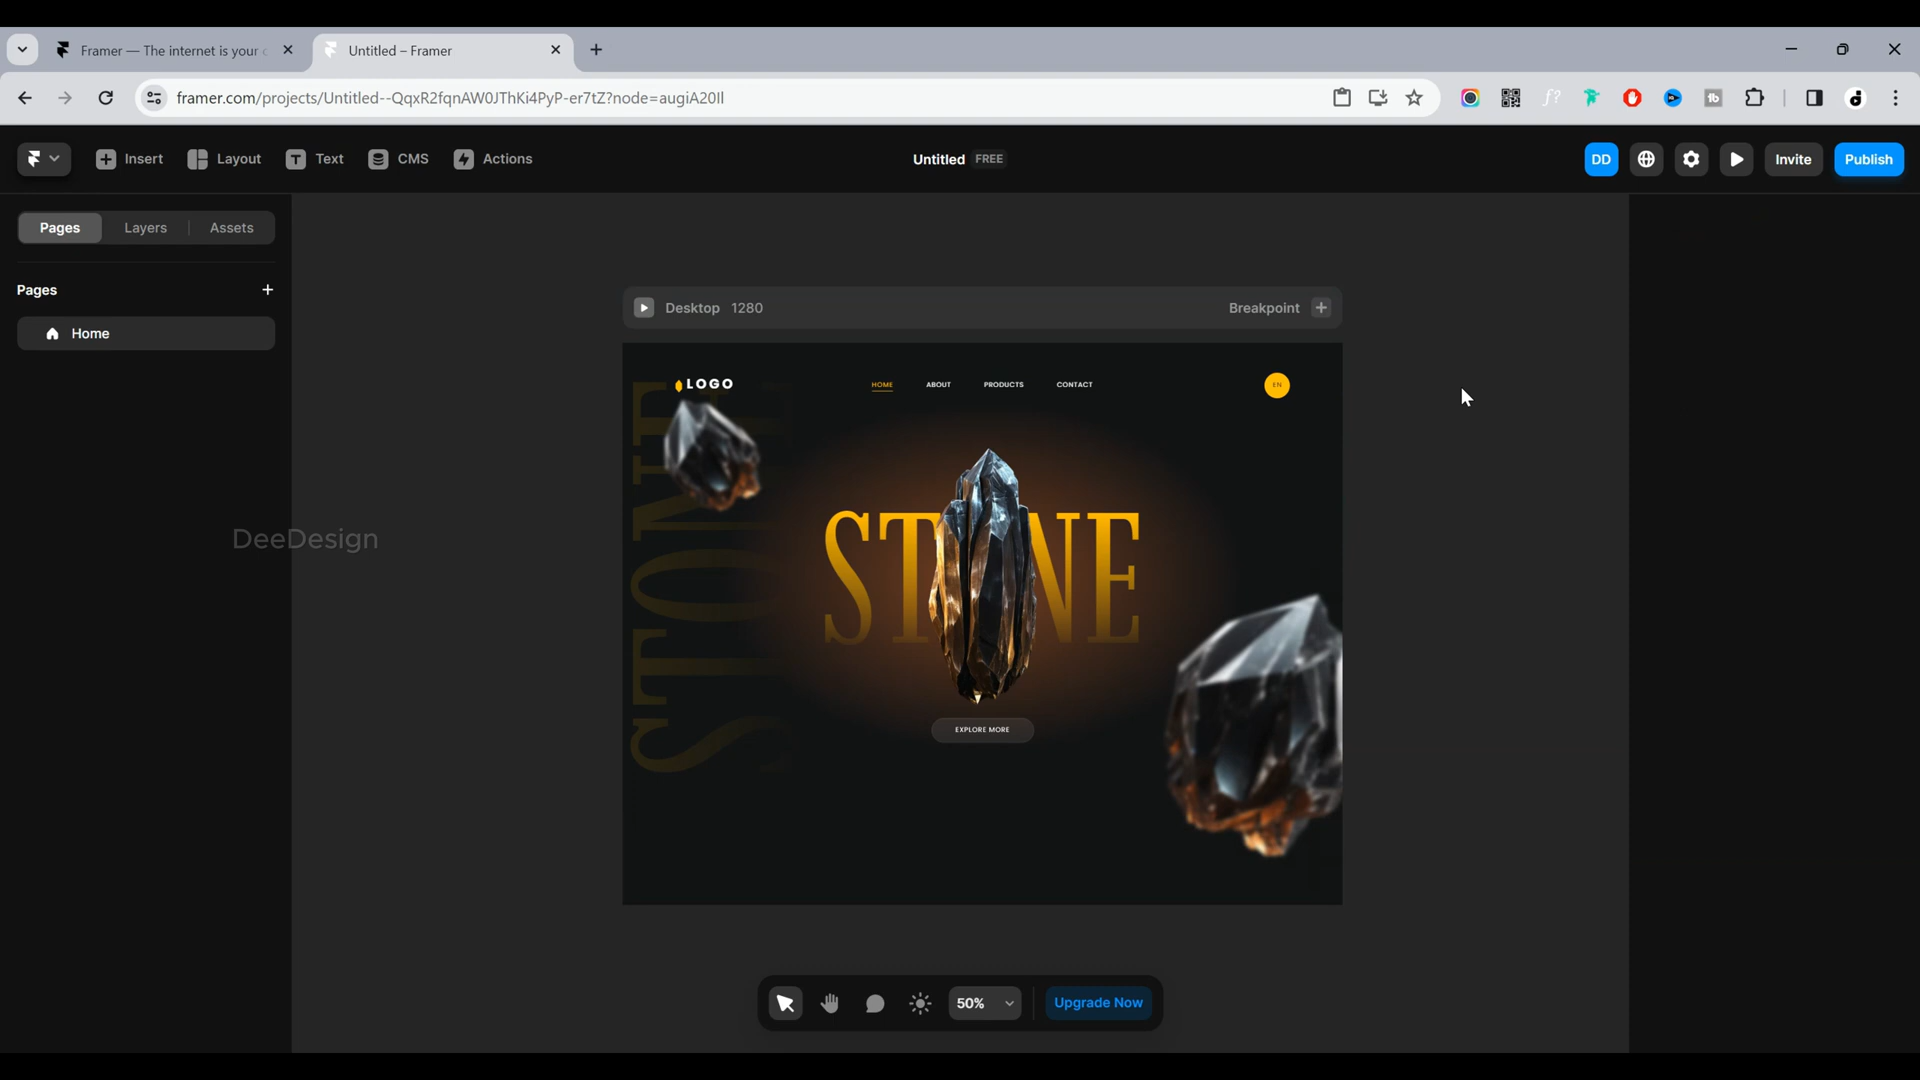 Framer — The internet is your c
Untitled – Framer
framer.com/projects/Untitled--QqxR2fqnAW0JThKi4PyP-er7tZ?node=augiA20Il
Insert
Layout
Text
CMS
Actions
Untitled FREE
DD
Invite
Publish
Pages
Layers
Assets
Pages
Home
Desktop 1280
Breakpoint
LOGO
HOME
ABOUT
PRODUCTS
CONTACT
EN
STONE
STONE
EXPLORE MORE
DeeDesign
50%
Upgrade Now